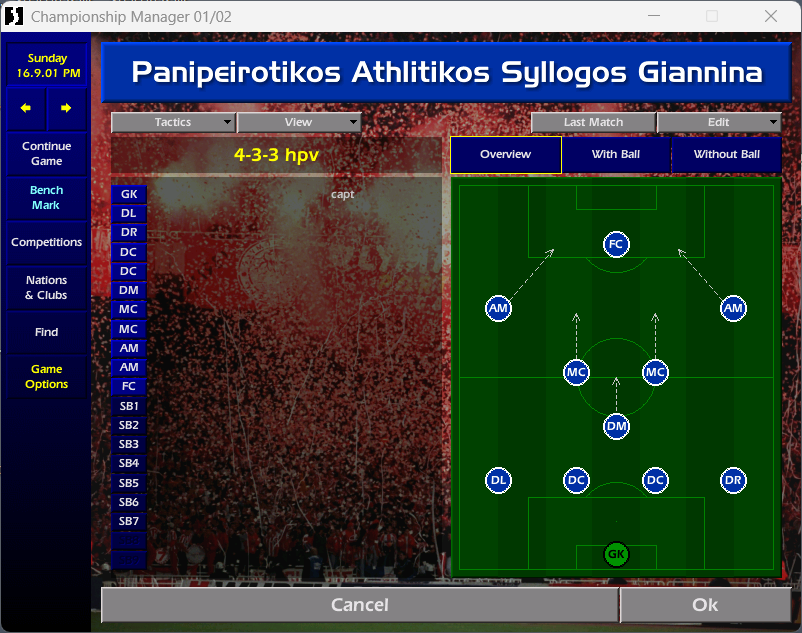 Championship Manager 01/02
Sunday
16.9.01 PM
Continue
Game
Bench
Mark
Competitions
Nations
& Clubs
Find
Game
Options
Panipeirotikos Athlitikos Syllogos Giannina
Tactics
View
Last Match
Edit
4-3-3 hpv
Overview
With Ball
Without Ball
GK
capt
DL
DR
DC
DC
DM
MC
MC
AM
AM
FC
SB1
SB2
SB3
SB4
SB5
SB6
SB7
FC
AM
AM
MC
MC
DM
DL
DC
DC
DR
GK
Cancel
Ok